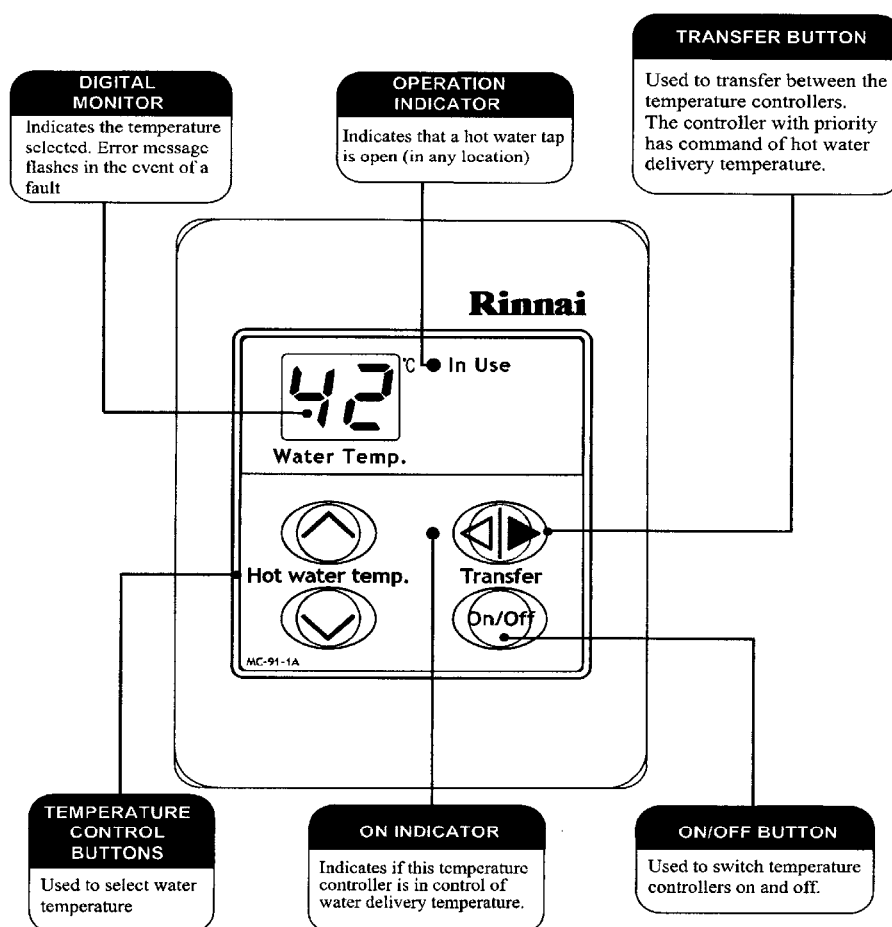 DIGITAL
MONITOR
Indicates the temperature
selected. Error message
flashes in the event of a
fault
OPERATION
INDICATOR
Indicates that a hot water tap
is open (in any location)
TRANSFER BUTTON
Used to transfer between the
temperature controllers.
The controller with priority
has command of hot water
delivery temperature.
Rinnai
42 °C In Use
Water Temp.
Hot water temp.
Transfer
On/Off
MC-91-1A
TEMPERATURE
CONTROL
BUTTONS
Used to select water
temperature
ON INDICATOR
Indicates if this temperature
controller is in control of
water delivery temperature.
ON/OFF BUTTON
Used to switch temperature
controllers on and off.